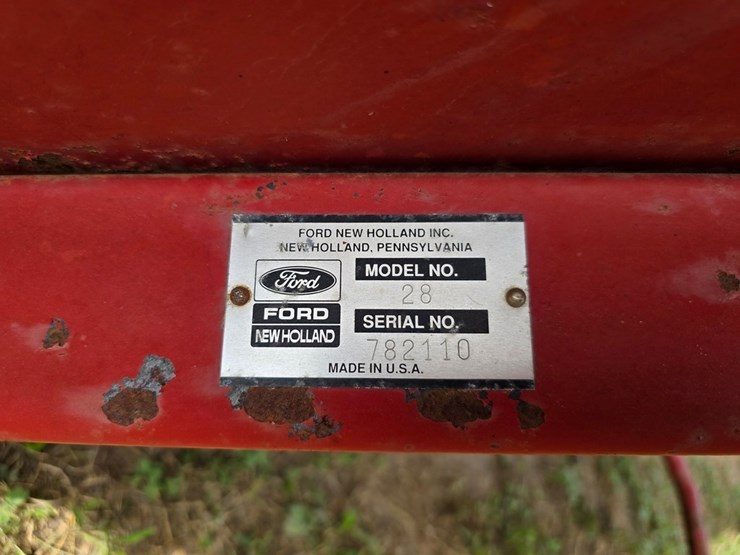 FORD NEW HOLLAND INC.
NEW HOLLAND, PENNSYLVANIA
Ford
FORD
NEW HOLLAND
MODEL NO.
28
SERIAL NO.
782110
MADE IN U.S.A.